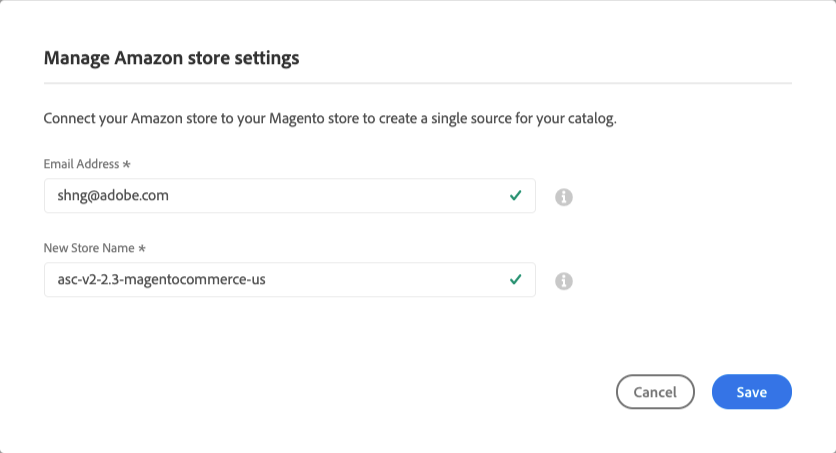 Manage Amazon store settings
Connect your Amazon store to your Magento store to create a single source for your catalog.
Email Address *
shng@adobe.com
New Store Name *
asc-v2-2.3-magentocommerce-us
Cancel Save